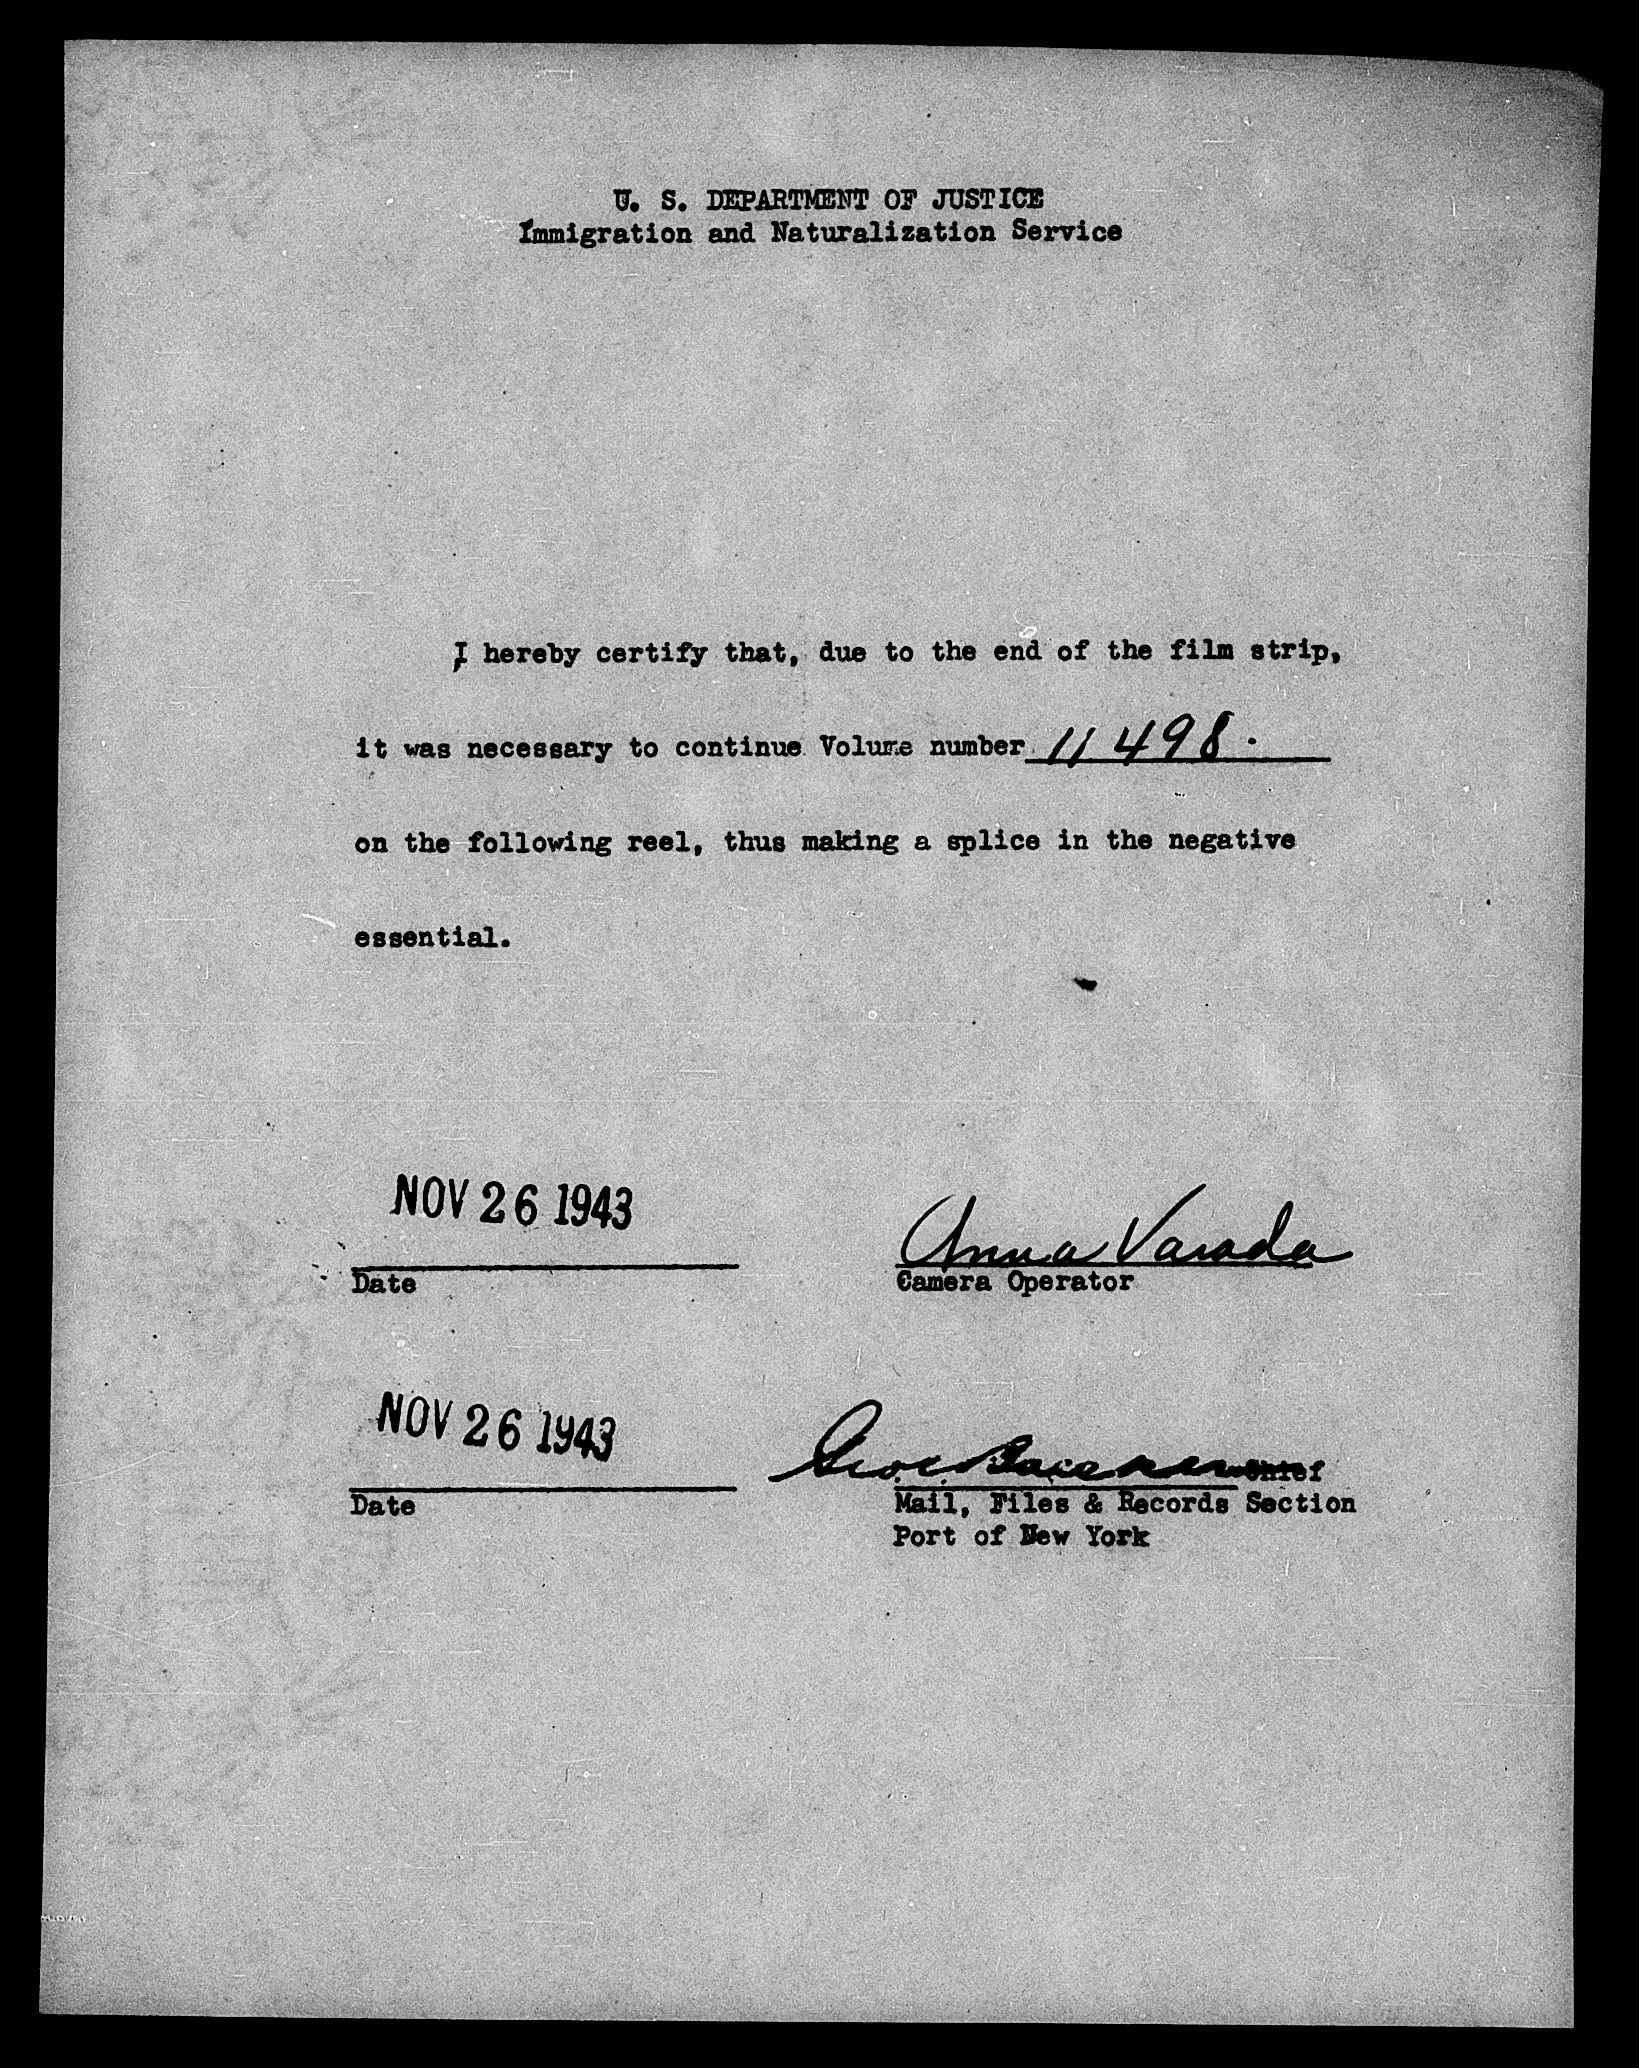 U. S. DEPARTMENT OF JUSTICE
Immigration and Naturalization Service
I hereby certify that, due to the end of the film strip,
it was necessary to continue Volume number 11498.
on the following reel, thus making a splice in the negative
essential.
NOV 26 1943
Anna Varada
Date
Camera Operator
NOV 26 1943
Chief
Date
Mail, Files & Records Section
Port of New York